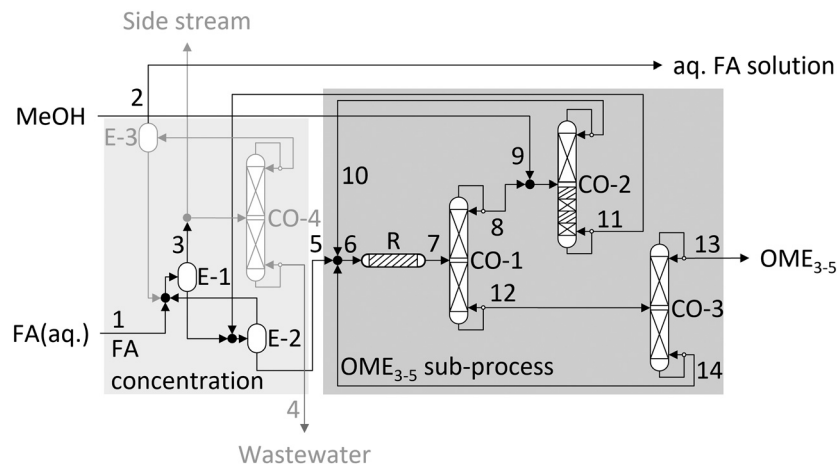 Side stream
2
aq. FA solution
MeOH
E-3
9
CO-2
10
CO-4
11
3
5
6
R
7
8
CO-1
13
OME3-5
E-1
12
CO-3
1
FA(aq.)
FA
E-2
concentration
OME3-5 sub-process
14
4
Wastewater